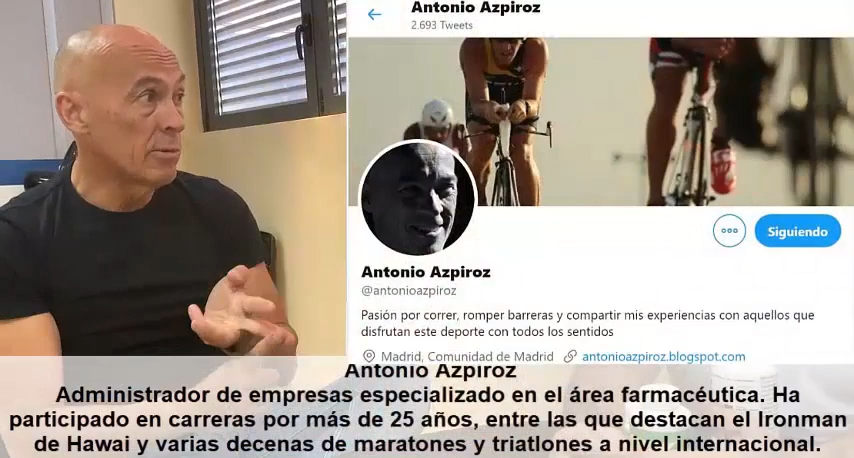 Antonio Azpiroz
2.693 Tweets
Siguiendo
Antonio Azpiroz
@antonioazpiroz
Pasión por correr, romper barreras y compartir mis experiencias con aquellos que
disfrutan este deporte con todos los sentidos
Madrid, Comunidad de Madrid antonioazpiroz.blogspot.com
Antonio Azpiroz
Administrador de empresas especializado en el área farmacéutica. Ha
participado en carreras por más de 25 años, entre las que destacan el Ironman
de Hawai y varias decenas de maratones y triatlones a nivel internacional.